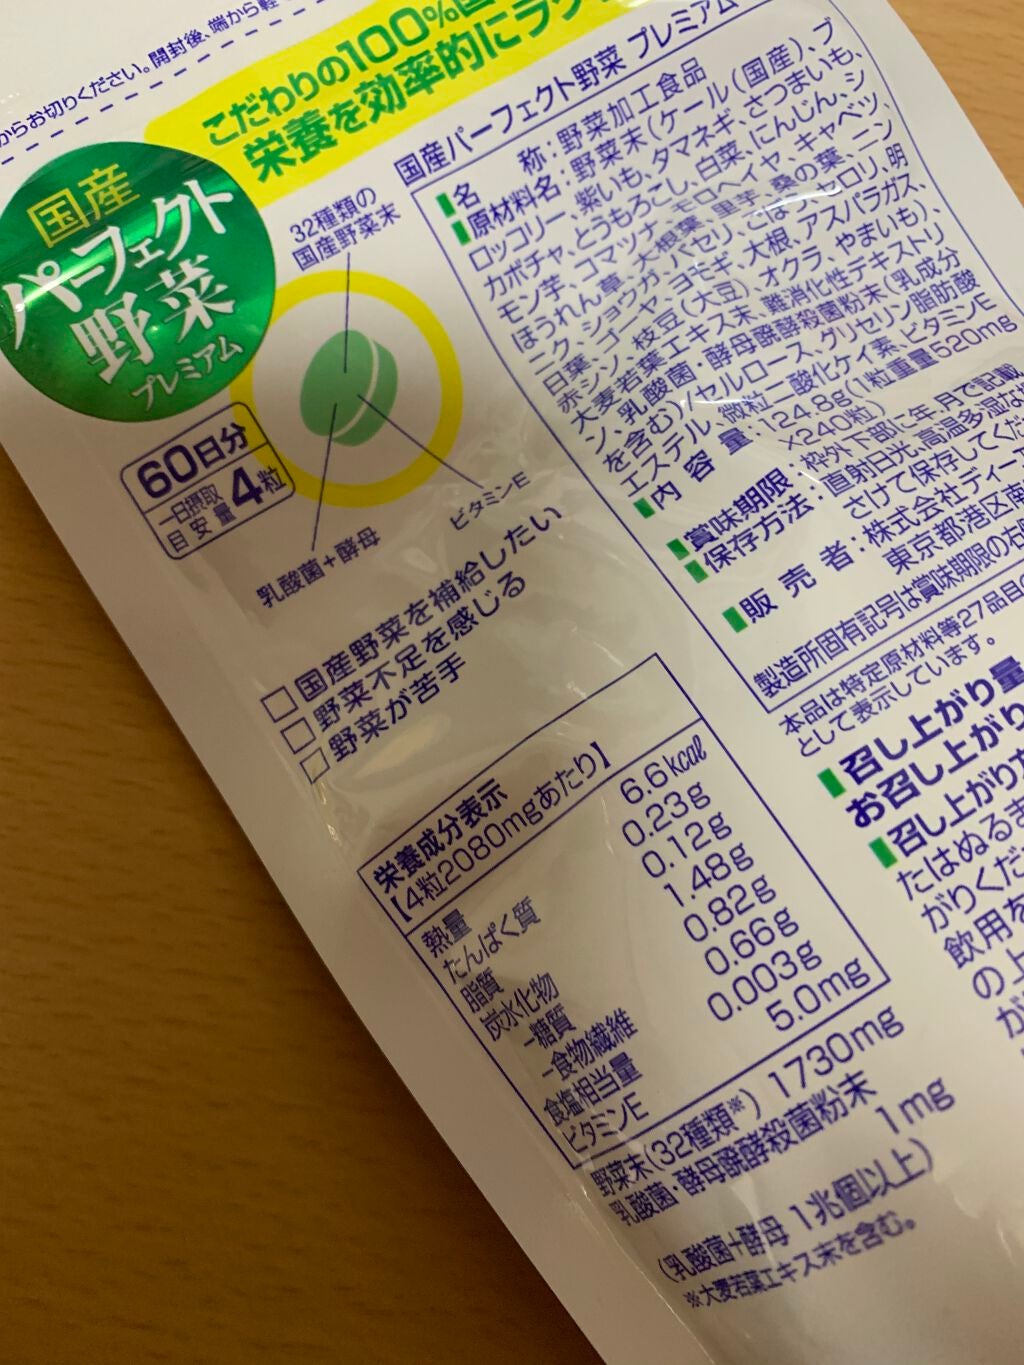 からお切りください。開封後、端から軽
こだわりの100%国
栄養を効率的にラク
国産
パーフェクト
野菜
プレミアム
32種類の
国産野菜末
ビタミンE
乳酸菌+酵母
60日分
一日摂取
目安量 4粒
□国産野菜を補給したい
□野菜不足を感じる
□野菜が苦手
国産パーフェクト野菜 プレミアム
名 称:野菜加工食品
原材料名:野菜末(ケール(国産)、ブ
ロッコリー、紫いも、タマネギ、さつまいも、
カボチャ、とうもろこし、白菜、にんじん、シ
モン芋、コマツナ、モロヘイヤ、キャベツ、
ほうれん草、大根葉、里芋、桑の葉、ニン
ニク、ショウガ、パセリ、ごぼう、セロリ、明
日葉、ゴーヤ、ヨモギ、大根、アスパラガス、
赤シソ、枝豆(大豆)、オクラ、やまいも)、
大麦若葉エキス末、難消化性デキストリ
ン、乳酸菌・酵母醗酵殺菌粉末(乳成分
を含む)/セルロース、グリセリン脂肪酸
エステル、微粒二酸化ケイ素、ビタミンE
内容量:124.8g(1粒重量520mg
×240粒)
賞味期限:枠外下部に年.月で記載
保存方法:直射日光、高温多湿な
さけて保存してくだ
販売者:株式会社ディー
東京都港区南
製造所固有記号は賞味期限の右
本品は特定原材料等27品目の
として表示しています。
召し上がり量
お召し上がり
召し上がり方
たはぬるま
がりくだ
飲用を
の上
が
栄養成分表示
【4粒2080mgあたり】
熱量 6.6kcal
たんぱく質 0.23g
脂質 0.12g
炭水化物 1.48g
-糖質 0.82g
-食物繊維 0.66g
食塩相当量 0.003g
ビタミンE 5.0mg
野菜末(32種類※) 1730mg
乳酸菌・酵母醗酵殺菌粉末 1mg
(乳酸菌+酵母 1兆個以上)
※大麦若葉エキス末を含む。